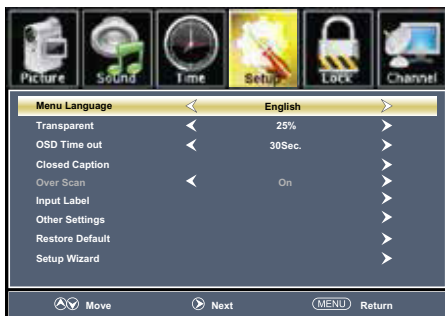 Picture Sound Time Setup Lock Channel
Menu Language English
Transparent 25%
OSD Time out 30Sec.
Closed Caption
Over Scan On
Input Label
Other Settings
Restore Default
Setup Wizard
Move Next MENU Return